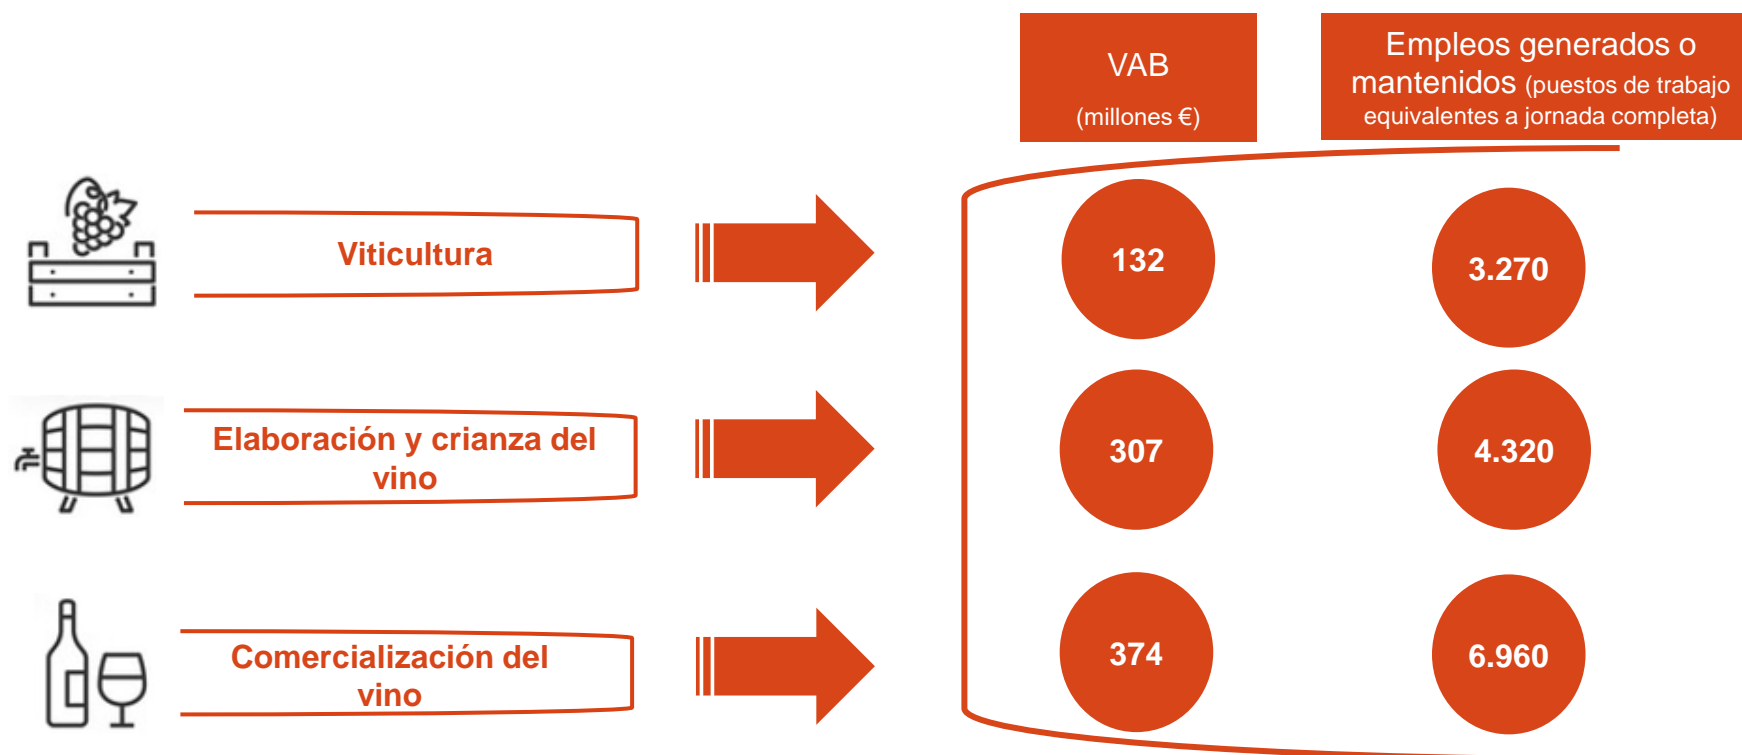 VAB
(millones €)
Empleos generados o
mantenidos (puestos de trabajo
equivalentes a jornada completa)
Viticultura
132
3.270
Elaboración y crianza del
vino
307
4.320
Comercialización del
vino
374
6.960